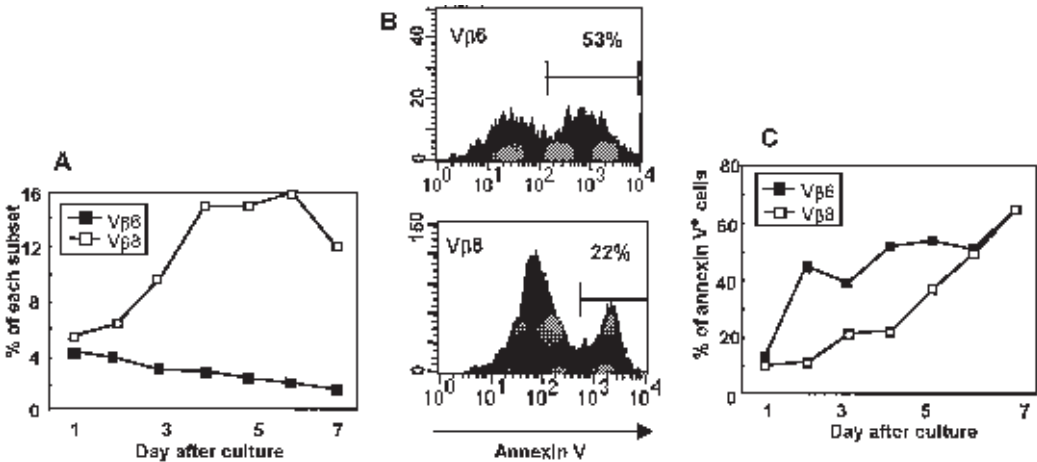 A
% of each subset
16
12
8
4
0
Vβ6
Vβ8
1 3 5 7
Day after culture
B
Vβ6
53%
40
20
0
10^0 10^1 10^2 10^3 10^4
Vβ8
22%
150
0
10^0 10^1 10^2 10^3 10^4
Annexin V
C
% of annexin V+ cells
80
60
40
20
0
Vβ6
Vβ8
1 3 5 7
Day after culture